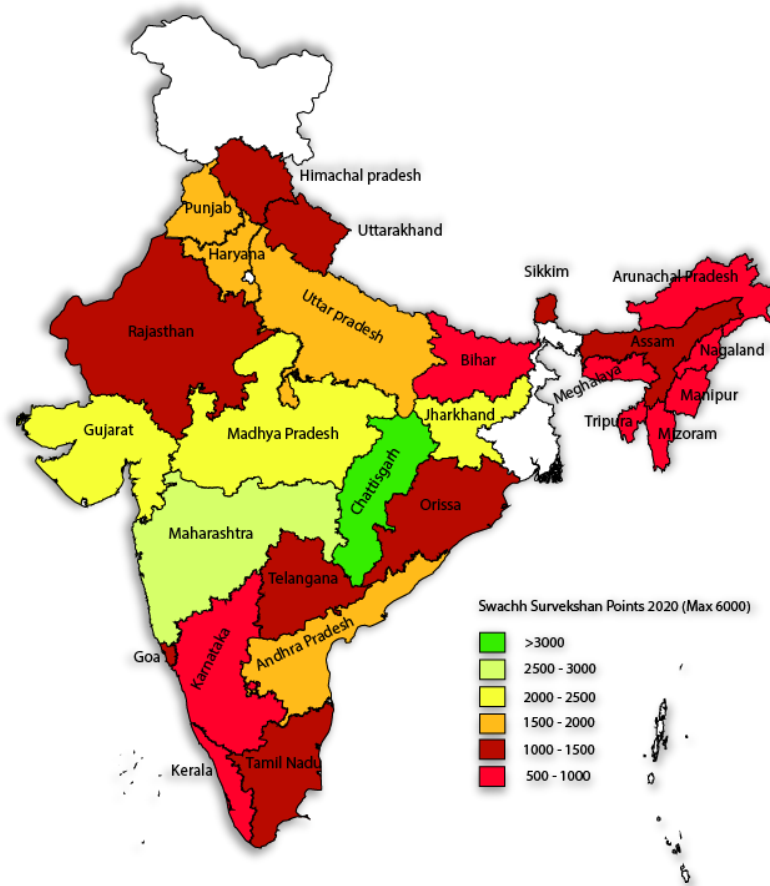 Himachal pradesh
Punjab
Uttarakhand
Haryana
Sikkim
Arunachal Pradesh
Uttar pradesh
Rajasthan
Assam
Nagaland
Bihar
Meghalaya
Manipur
Gujarat
Madhya Pradesh
Jharkhand
Tripura
Mizoram
Chattisgarh
Orissa
Maharashtra
Telangana
Goa
Karnataka
Andhra Pradesh
Kerala
Tamil Nadu
Swachh Survekshan Points 2020 (Max 6000)
>3000
2500 - 3000
2000 - 2500
1500 - 2000
1000 - 1500
500 - 1000